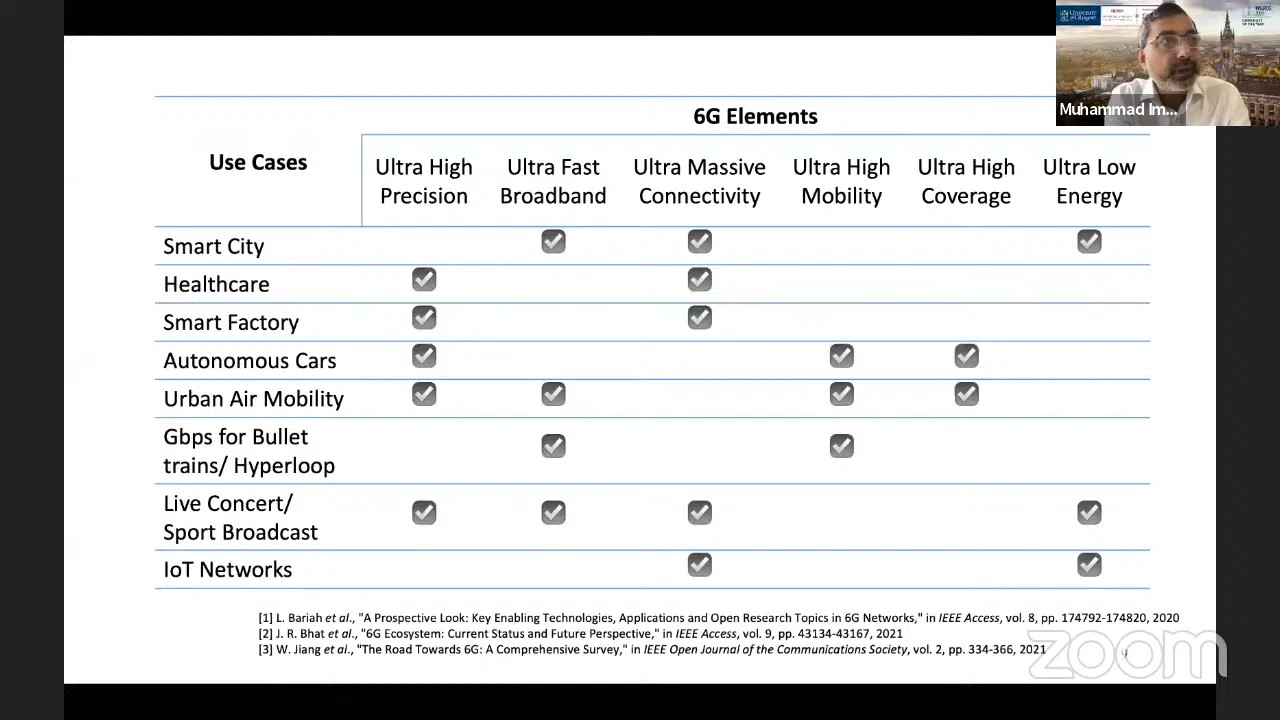 Muhammad Im...
6G Elements
Use Cases
Ultra High Precision
Ultra Fast Broadband
Ultra Massive Connectivity
Ultra High Mobility
Ultra High Coverage
Ultra Low Energy
Smart City
Healthcare
Smart Factory
Autonomous Cars
Urban Air Mobility
Gbps for Bullet
trains/ Hyperloop
Live Concert/
Sport Broadcast
IoT Networks
[1] L. Bariah et al., "A Prospective Look: Key Enabling Technologies, Applications and Open Research Topics in 6G Networks," in IEEE Access, vol. 8, pp. 174792-174820, 2020
[2] J. R. Bhat et al., "6G Ecosystem: Current Status and Future Perspective," in IEEE Access, vol. 9, pp. 43134-43167, 2021
[3] W. Jiang et al., "The Road Towards 6G: A Comprehensive Survey," in IEEE Open Journal of the Communications Society, vol. 2, pp. 334-366, 2021
9
zoom